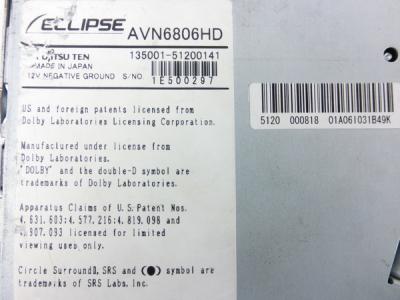 ECLIPSE AVN6806HD
FUJITSU TEN 135001-51200141
MADE IN JAPAN
12V NEGATIVE GROUND S/NO. 1E500297
US and foreign patents licensed from
Dolby Laboratories Licensing Corporation.
Manufactured under license from
Dolby Laboratories.
"DOLBY" and the double-D symbol are
trademarks of Dolby Laboratories.
Apparatus Claims of U.S. Patent Nos.
4.631.603;4.577.216;4.819.098 and
4.907.093 licensed for limited
viewing uses only.
Circle SurroundⅡ, SRS and (●) symbol are
trademarks of SRS Labs, Inc.
5120 000818 01A06I031B49K